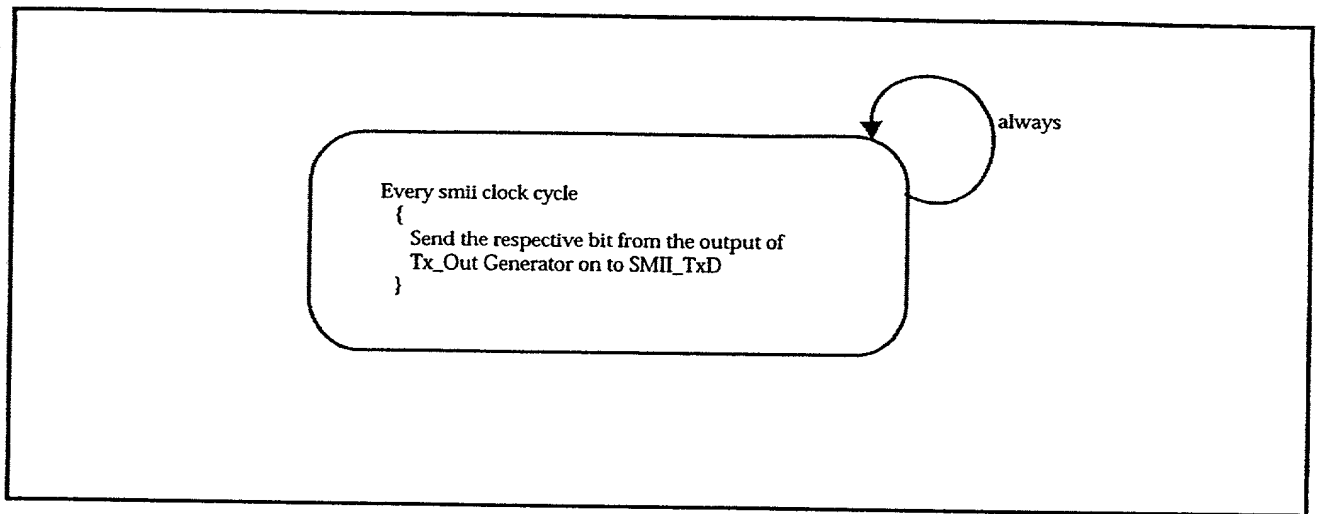 always
Every smii clock cycle
{
Send the respective bit from the output of
Tx_Out Generator on to SMII_TxD
}